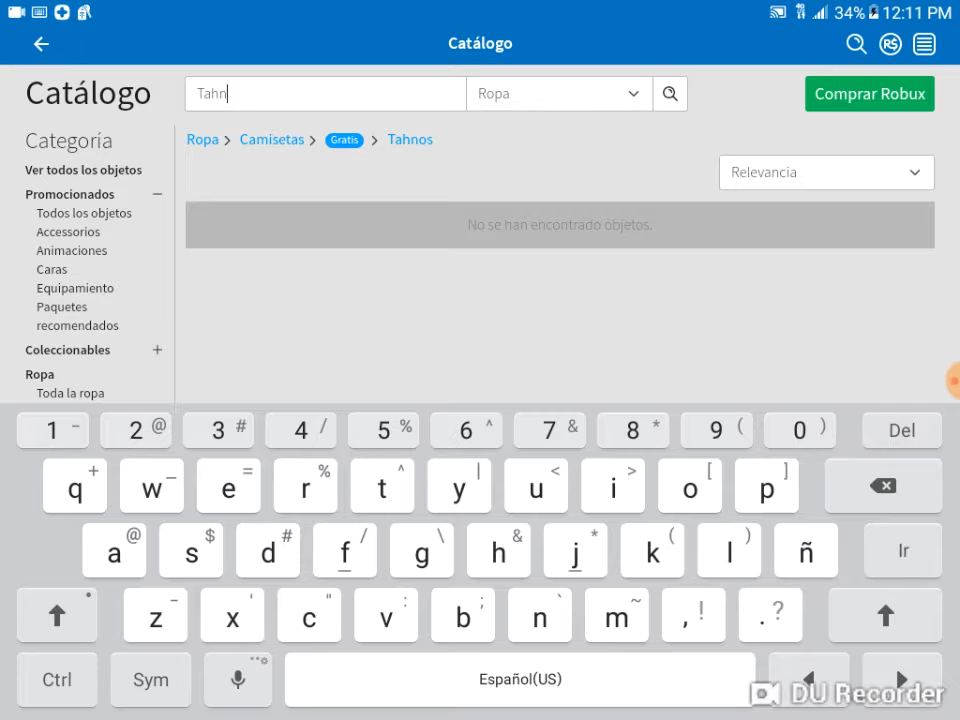 34% 12:11 PM
Catálogo
Catálogo
Tahn
Ropa
Comprar Robux
Categoría
Ropa > Camisetas > Gratis > Tahnos
Ver todos los objetos
Relevancia
Promocionados
Todos los objetos
No se han encontrado objetos.
Accessorios
Animaciones
Caras
Equipamiento
Paquetes
recomendados
Coleccionables +
Ropa
Toda la ropa
1 - 2 @ 3 # 4 / 5 % 6 ^ 7 & 8 * 9 ( 0 ) Del
q + w _ e = r % t ^ y | u < i > o [ p ]
a @ s $ d # f / g \ h & j * k ( l ) ñ Ir
z - x ' c " v : b ; n ` m ~ , ! . ?
Ctrl Sym Español(US)
DU Recorder